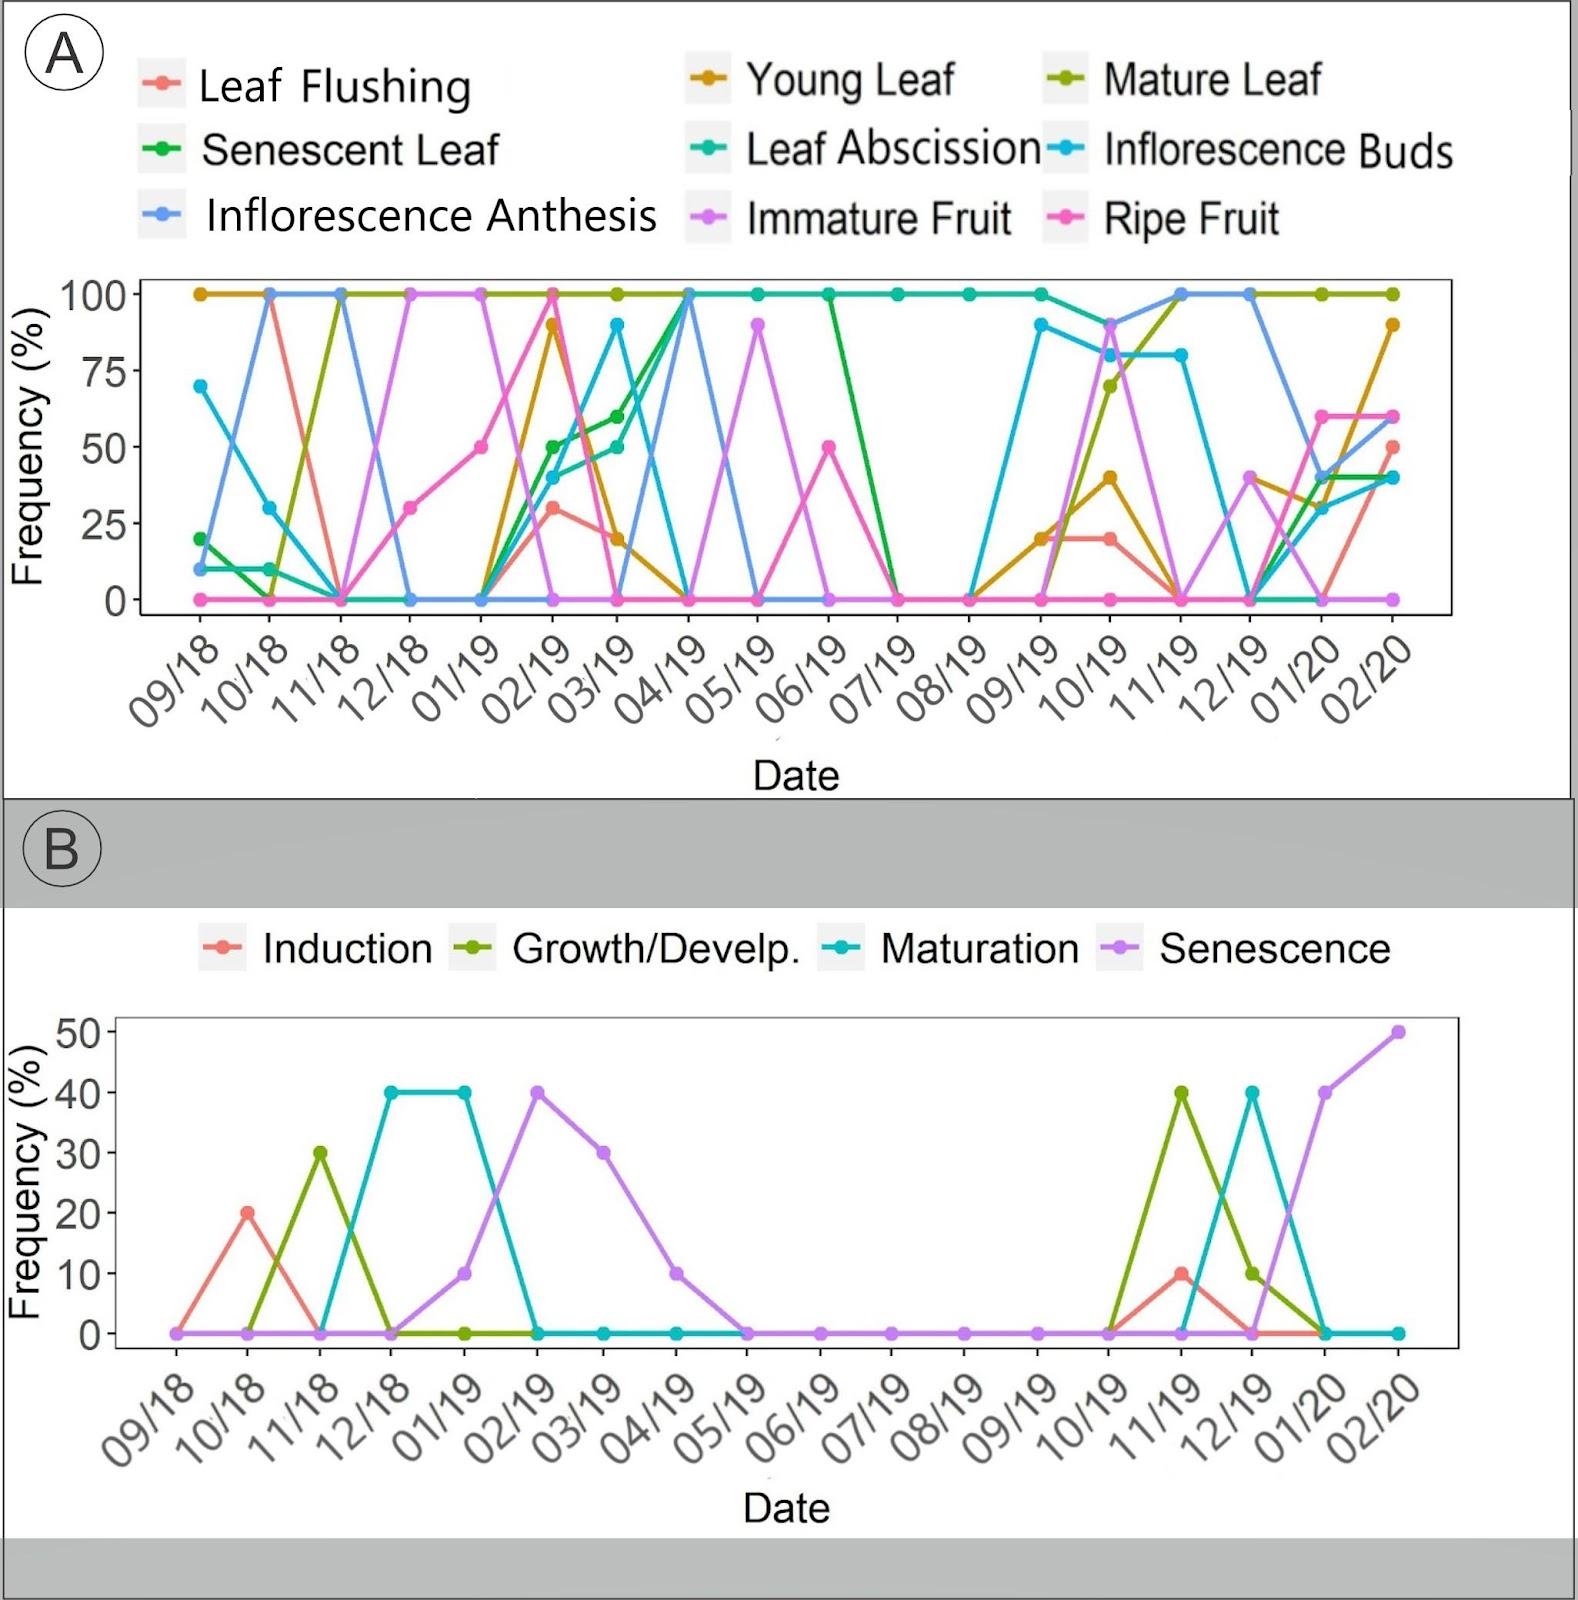 A
Leaf Flushing Young Leaf Mature Leaf
Senescent Leaf Leaf Abscission Inflorescence Buds
Inflorescence Anthesis Immature Fruit Ripe Fruit
Frequency (%)
100
75
50
25
0
09/18 10/18 11/18 12/18 01/19 02/19 03/19 04/19 05/19 06/19 07/19 08/19 09/19 10/19 11/19 12/19 01/20 02/20
Date
B
Induction Growth/Develp. Maturation Senescence
Frequency (%)
50
40
30
20
10
0
09/18 10/18 11/18 12/18 01/19 02/19 03/19 04/19 05/19 06/19 07/19 08/19 09/19 10/19 11/19 12/19 01/20 02/20
Date